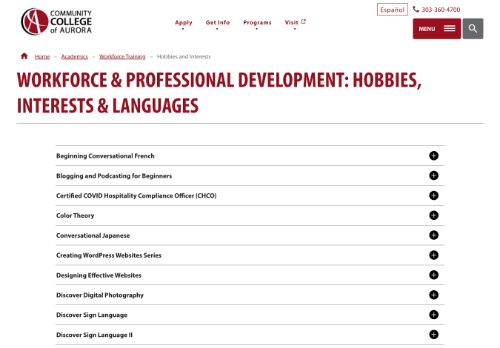 COMMUNITY
COLLEGE
of AURORA
Español
303-360-4700
Apply
Get Info
Programs
Visit
MENU
Home – Academics – Workforce Training – Hobbies and Interests
WORKFORCE & PROFESSIONAL DEVELOPMENT: HOBBIES,
INTERESTS & LANGUAGES
Beginning Conversational French
Blogging and Podcasting for Beginners
Certified COVID Hospitality Compliance Officer (CHCO)
Color Theory
Conversational Japanese
Creating WordPress Websites Series
Designing Effective Websites
Discover Digital Photography
Discover Sign Language
Discover Sign Language II